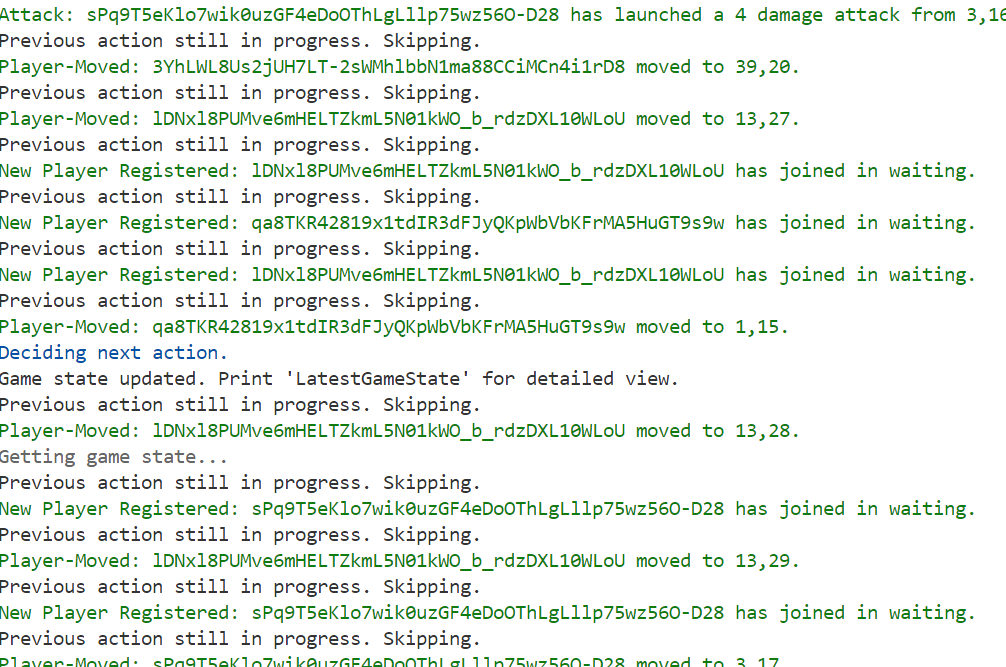 Attack: sPq9T5eKlo7wik0uzGF4eDoOThLgLllp75wz56O-D28 has launched a 4 damage attack from 3,16
Previous action still in progress. Skipping.
Player-Moved: 3YhLWL8Us2jUH7LT-2sWMhlbbN1ma88CCiMCn4i1rD8 moved to 39,20.
Previous action still in progress. Skipping.
Player-Moved: lDNxl8PUMve6mHELTZkmL5N01kWO_b_rdzDXL10WLoU moved to 13,27.
Previous action still in progress. Skipping.
New Player Registered: lDNxl8PUMve6mHELTZkmL5N01kWO_b_rdzDXL10WLoU has joined in waiting.
Previous action still in progress. Skipping.
New Player Registered: qa8TKR42819x1tdIR3dFJyQKpWbVbKFrMA5HuGT9s9w has joined in waiting.
Previous action still in progress. Skipping.
New Player Registered: lDNxl8PUMve6mHELTZkmL5N01kWO_b_rdzDXL10WLoU has joined in waiting.
Previous action still in progress. Skipping.
Player-Moved: qa8TKR42819x1tdIR3dFJyQKpWbVbKFrMA5HuGT9s9w moved to 1,15.
Deciding next action.
Game state updated. Print 'LatestGameState' for detailed view.
Previous action still in progress. Skipping.
Player-Moved: lDNxl8PUMve6mHELTZkmL5N01kWO_b_rdzDXL10WLoU moved to 13,28.
Getting game state...
Previous action still in progress. Skipping.
New Player Registered: sPq9T5eKlo7wik0uzGF4eDoOThLgLllp75wz56O-D28 has joined in waiting.
Previous action still in progress. Skipping.
Player-Moved: lDNxl8PUMve6mHELTZkmL5N01kWO_b_rdzDXL10WLoU moved to 13,29.
Previous action still in progress. Skipping.
New Player Registered: sPq9T5eKlo7wik0uzGF4eDoOThLgLllp75wz56O-D28 has joined in waiting.
Previous action still in progress. Skipping.
Player-Moved: sPq9T5eKlo7wik0uzGF4eDoOThLgLllp75wz56O-D28 moved to 3,17